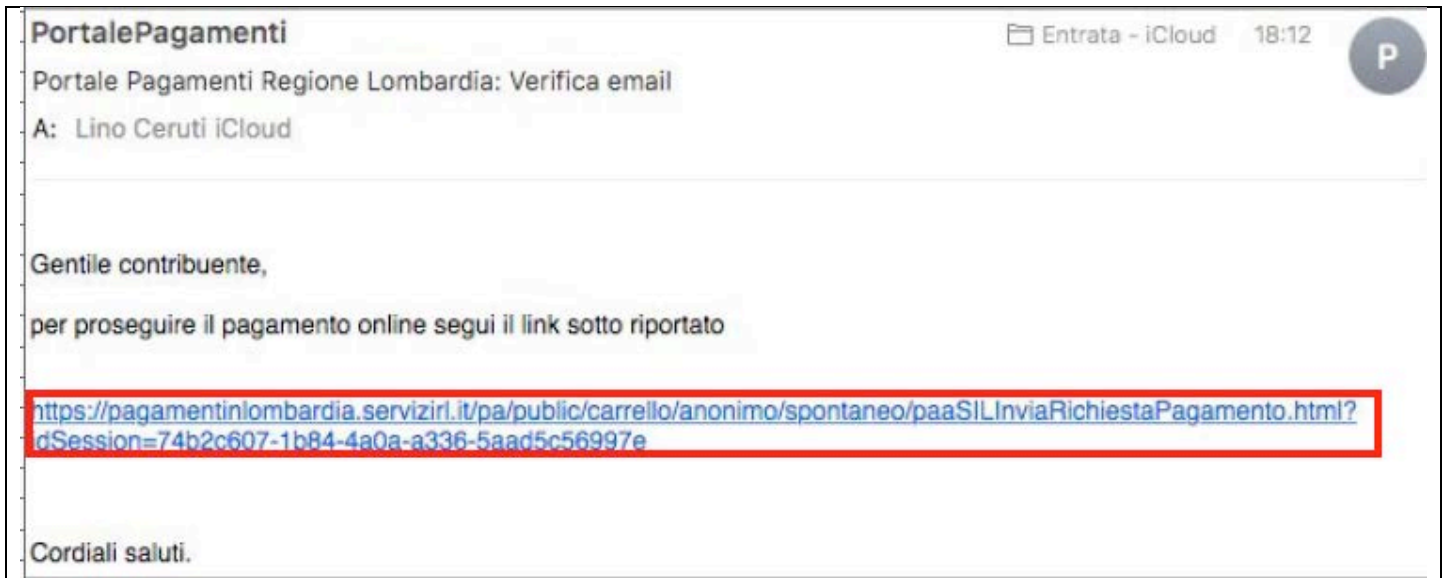 PortalePagamenti
Entrata - iCloud 18:12
P
Portale Pagamenti Regione Lombardia: Verifica email
A: Lino Ceruti iCloud
Gentile contribuente,
per proseguire il pagamento online segui il link sotto riportato
https://pagamentinlombardia.servizirl.it/pa/public/carrello/anonimo/spontaneo/paaSILInviaRichiestaPagamento.html?
idSession=74b2c607-1b84-4a0a-a336-5aad5c56997e
Cordiali saluti.